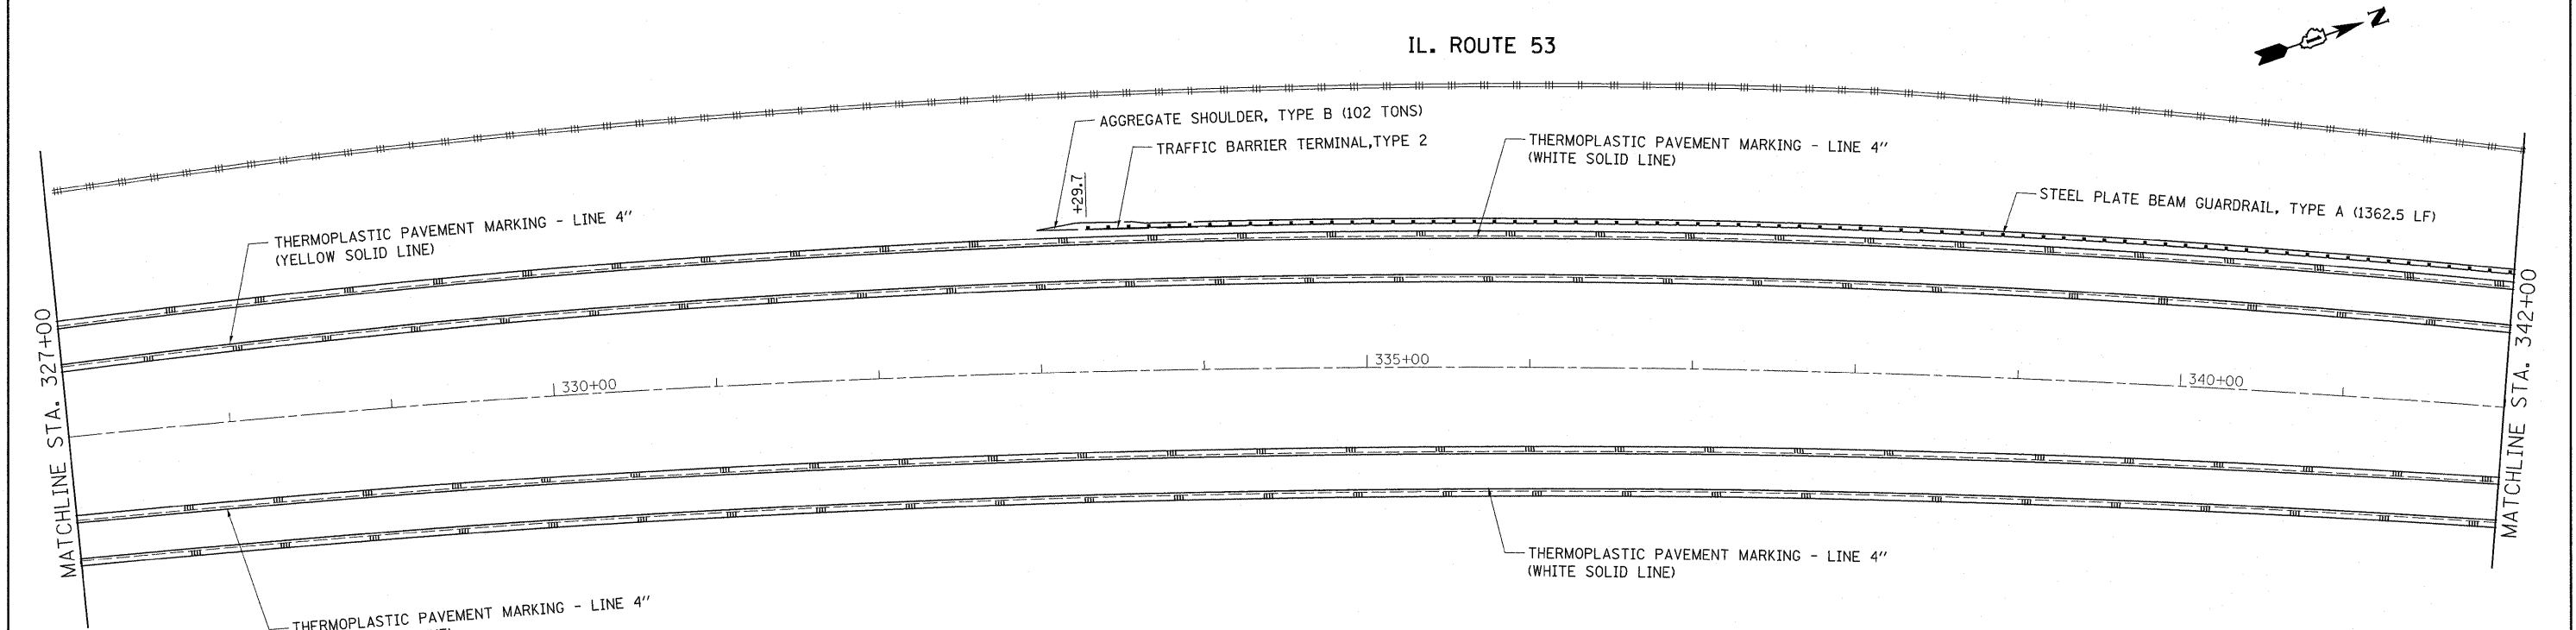 IL. ROUTE 53
N
AGGREGATE SHOULDER, TYPE B (102 TONS)
TRAFFIC BARRIER TERMINAL,TYPE 2
+29.7
THERMOPLASTIC PAVEMENT MARKING - LINE 4"
(WHITE SOLID LINE)
STEEL PLATE BEAM GUARDRAIL, TYPE A (1362.5 LF)
THERMOPLASTIC PAVEMENT MARKING - LINE 4"
(YELLOW SOLID LINE)
MATCHLINE STA. 327+00
330+00
335+00
340+00
MATCHLINE STA. 342+00
THERMOPLASTIC PAVEMENT MARKING - LINE 4"
(WHITE SOLID LINE)
THERMOPLASTIC PAVEMENT MARKING - LINE 4"